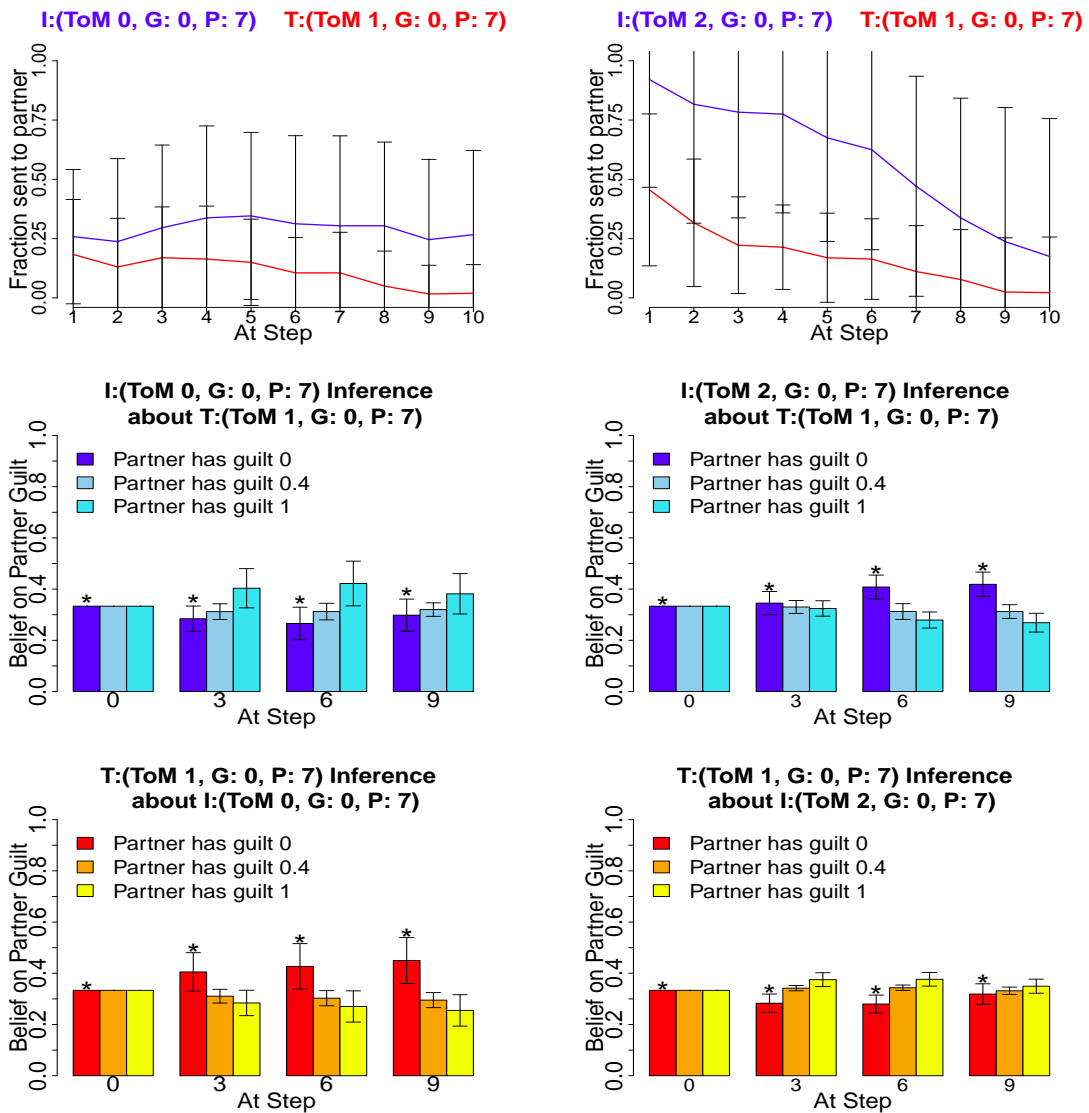 I:(ToM 0, G: 0, P: 7) T:(ToM 1, G: 0, P: 7)
Fraction sent to partner
0.00 0.25 0.50 0.75 1.00
1 2 3 4 5 6 7 8 9 10
At Step
I:(ToM 2, G: 0, P: 7) T:(ToM 1, G: 0, P: 7)
Fraction sent to partner
0.00 0.25 0.50 0.75 1.00
1 2 3 4 5 6 7 8 9 10
At Step
I:(ToM 0, G: 0, P: 7) Inference
about T:(ToM 1, G: 0, P: 7)
Belief on Partner Guilt
0.0 0.2 0.4 0.6 0.8 1.0
Partner has guilt 0
Partner has guilt 0.4
Partner has guilt 1
* * * *
0 3 6 9
At Step
I:(ToM 2, G: 0, P: 7) Inference
about T:(ToM 1, G: 0, P: 7)
Belief on Partner Guilt
0.0 0.2 0.4 0.6 0.8 1.0
Partner has guilt 0
Partner has guilt 0.4
Partner has guilt 1
* * * *
0 3 6 9
At Step
T:(ToM 1, G: 0, P: 7) Inference
about I:(ToM 0, G: 0, P: 7)
Belief on Partner Guilt
0.0 0.2 0.4 0.6 0.8 1.0
Partner has guilt 0
Partner has guilt 0.4
Partner has guilt 1
* * * *
0 3 6 9
At Step
T:(ToM 1, G: 0, P: 7) Inference
about I:(ToM 2, G: 0, P: 7)
Belief on Partner Guilt
0.0 0.2 0.4 0.6 0.8 1.0
Partner has guilt 0
Partner has guilt 0.4
Partner has guilt 1
* * * *
0 3 6 9
At Step